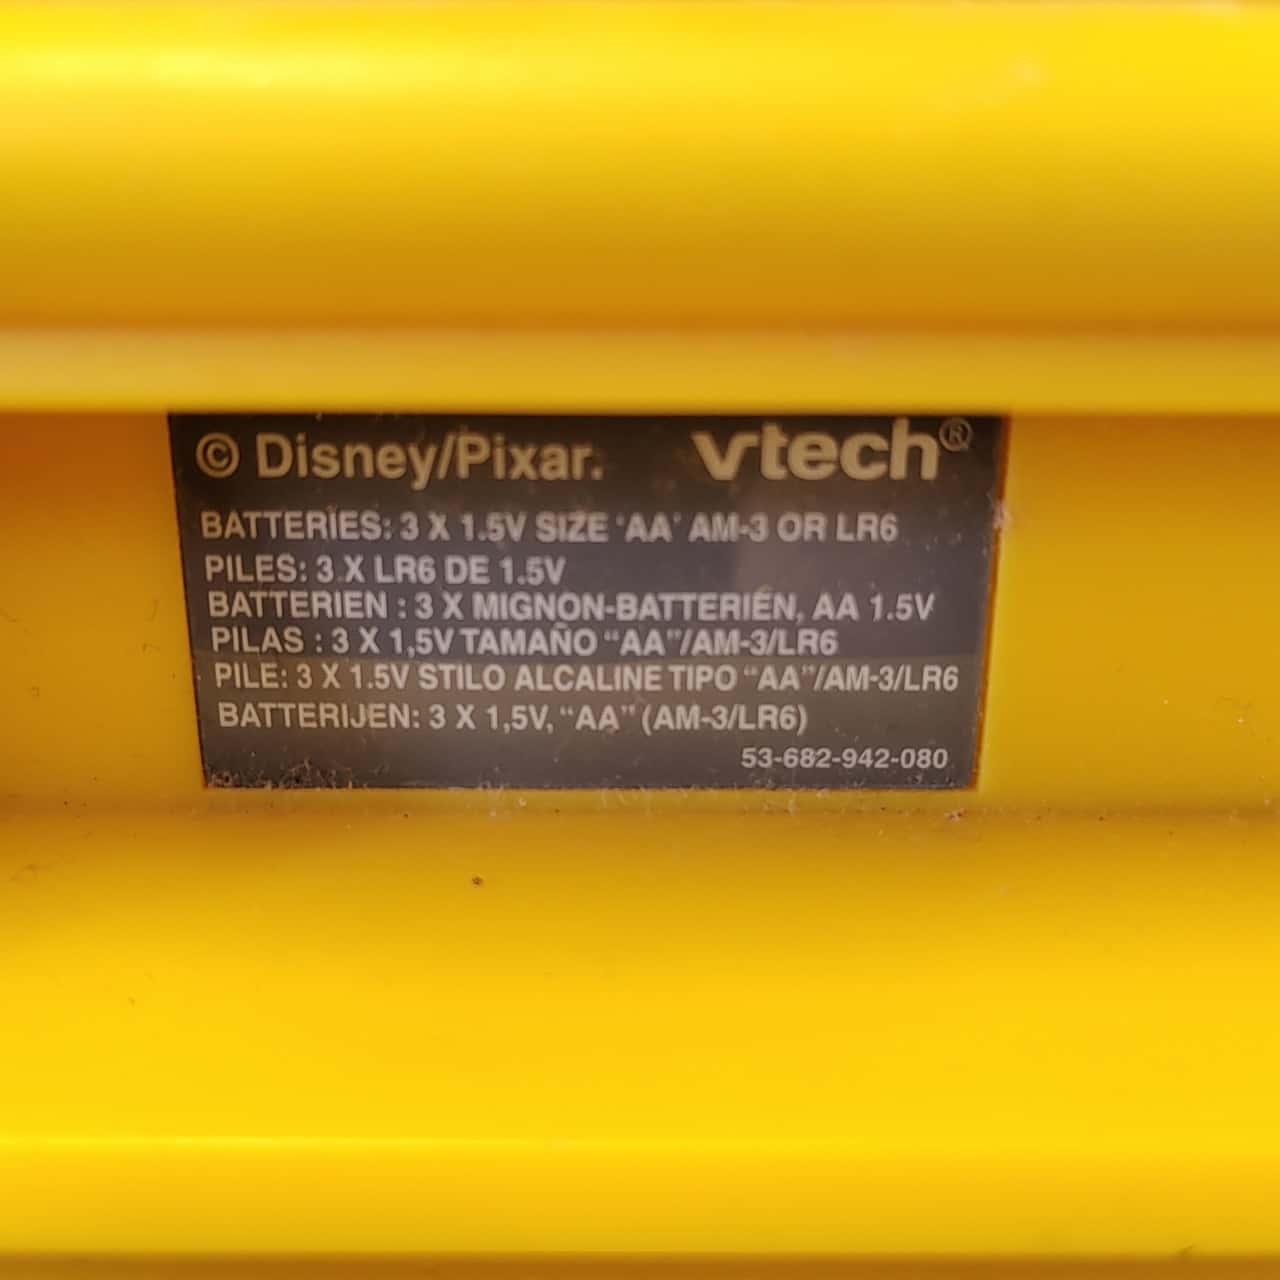 © Disney/Pixar. vtech®
BATTERIES: 3 X 1.5V SIZE 'AA' AM-3 OR LR6
PILES: 3 X LR6 DE 1.5V
BATTERIEN : 3 X MIGNON-BATTERIEN, AA 1.5V
PILAS : 3 X 1,5V TAMAÑO “AA”/AM-3/LR6
PILE: 3 X 1.5V STILO ALCALINE TIPO “AA”/AM-3/LR6
BATTERIJEN: 3 X 1,5V, “AA” (AM-3/LR6)
53-682-942-080